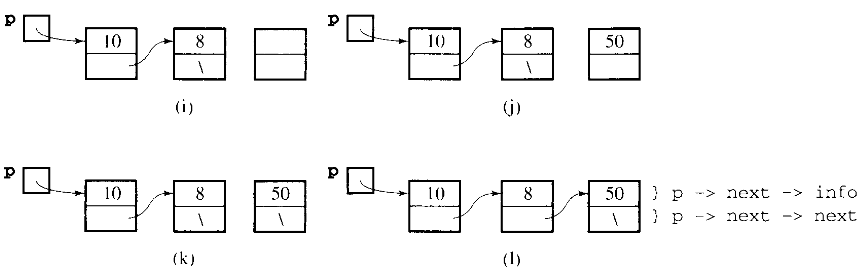 p p
10 8 \ 10 8 \ 50
(i) (j)
p p
10 8 50 10 8 50 } p -> next -> info
\ \ \ } p -> next -> next
(k) (l)